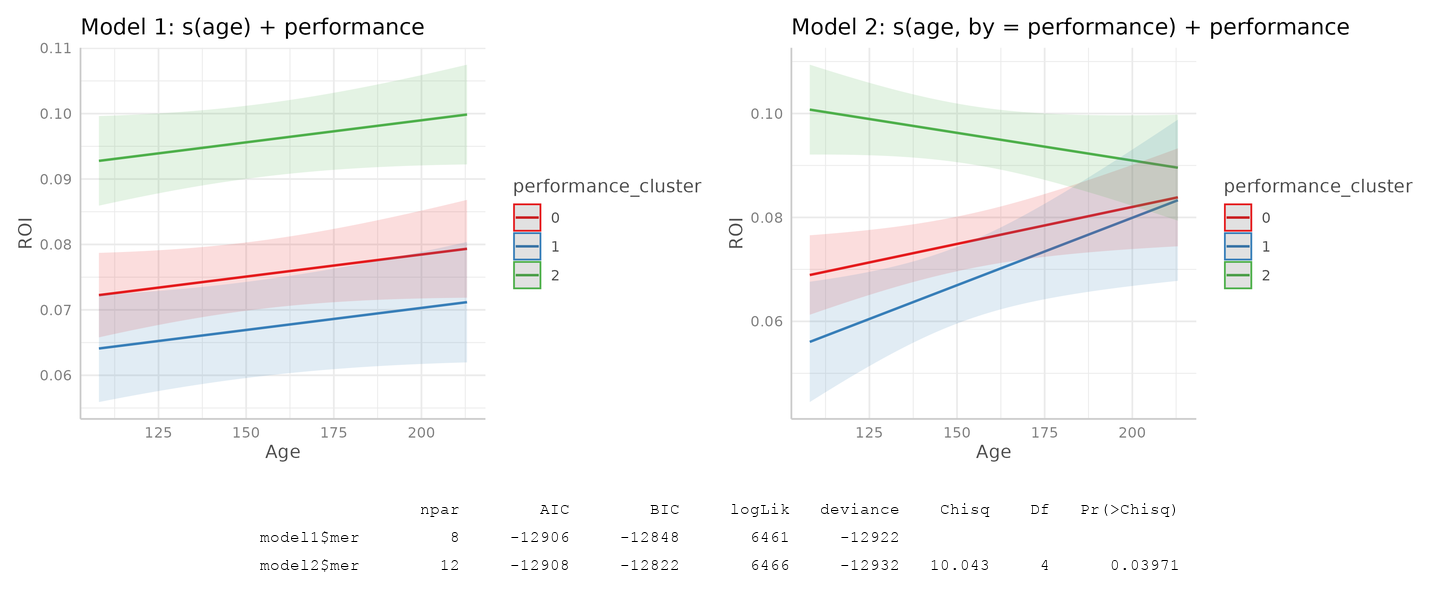 Model 1: s(age) + performance
0.11
0.10
0.09
0.08
0.07
0.06
ROI
125 150 175 200
Age
performance_cluster
0
1
2
Model 2: s(age, by = performance) + performance
0.10
0.08
0.06
ROI
125 150 175 200
Age
performance_cluster
0
1
2
npar AIC BIC logLik deviance Chisq Df Pr(>Chisq)
model1$mer 8 -12906 -12848 6461 -12922
model2$mer 12 -12908 -12822 6466 -12932 10.043 4 0.03971